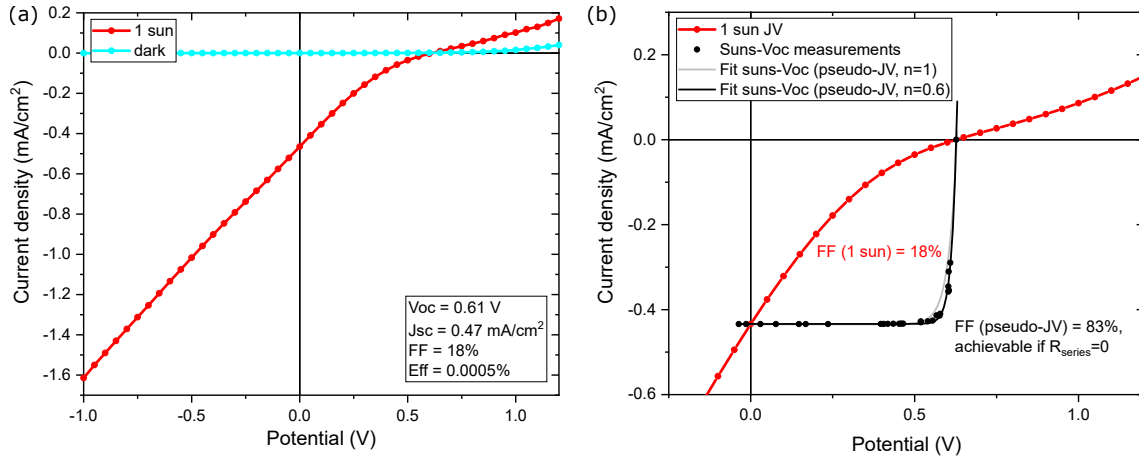 (a)
1 sun
dark
0.2
0.0
-0.2
-0.4
-0.6
-0.8
-1.0
-1.2
-1.4
-1.6
Current density (mA/cm²)
-1.0
-0.5
0.0
0.5
1.0
Potential (V)
Voc = 0.61 V
Jsc = 0.47 mA/cm²
FF = 18%
Eff = 0.0005%
(b)
1 sun JV
Suns-Voc measurements
Fit suns-Voc (pseudo-JV, n=1)
Fit suns-Voc (pseudo-JV, n=0.6)
0.2
0.0
-0.2
-0.4
-0.6
Current density (mA/cm²)
FF (1 sun) = 18%
FF (pseudo-JV) = 83%,
achievable if Rseries=0
0.0
0.5
1.0
Potential (V)